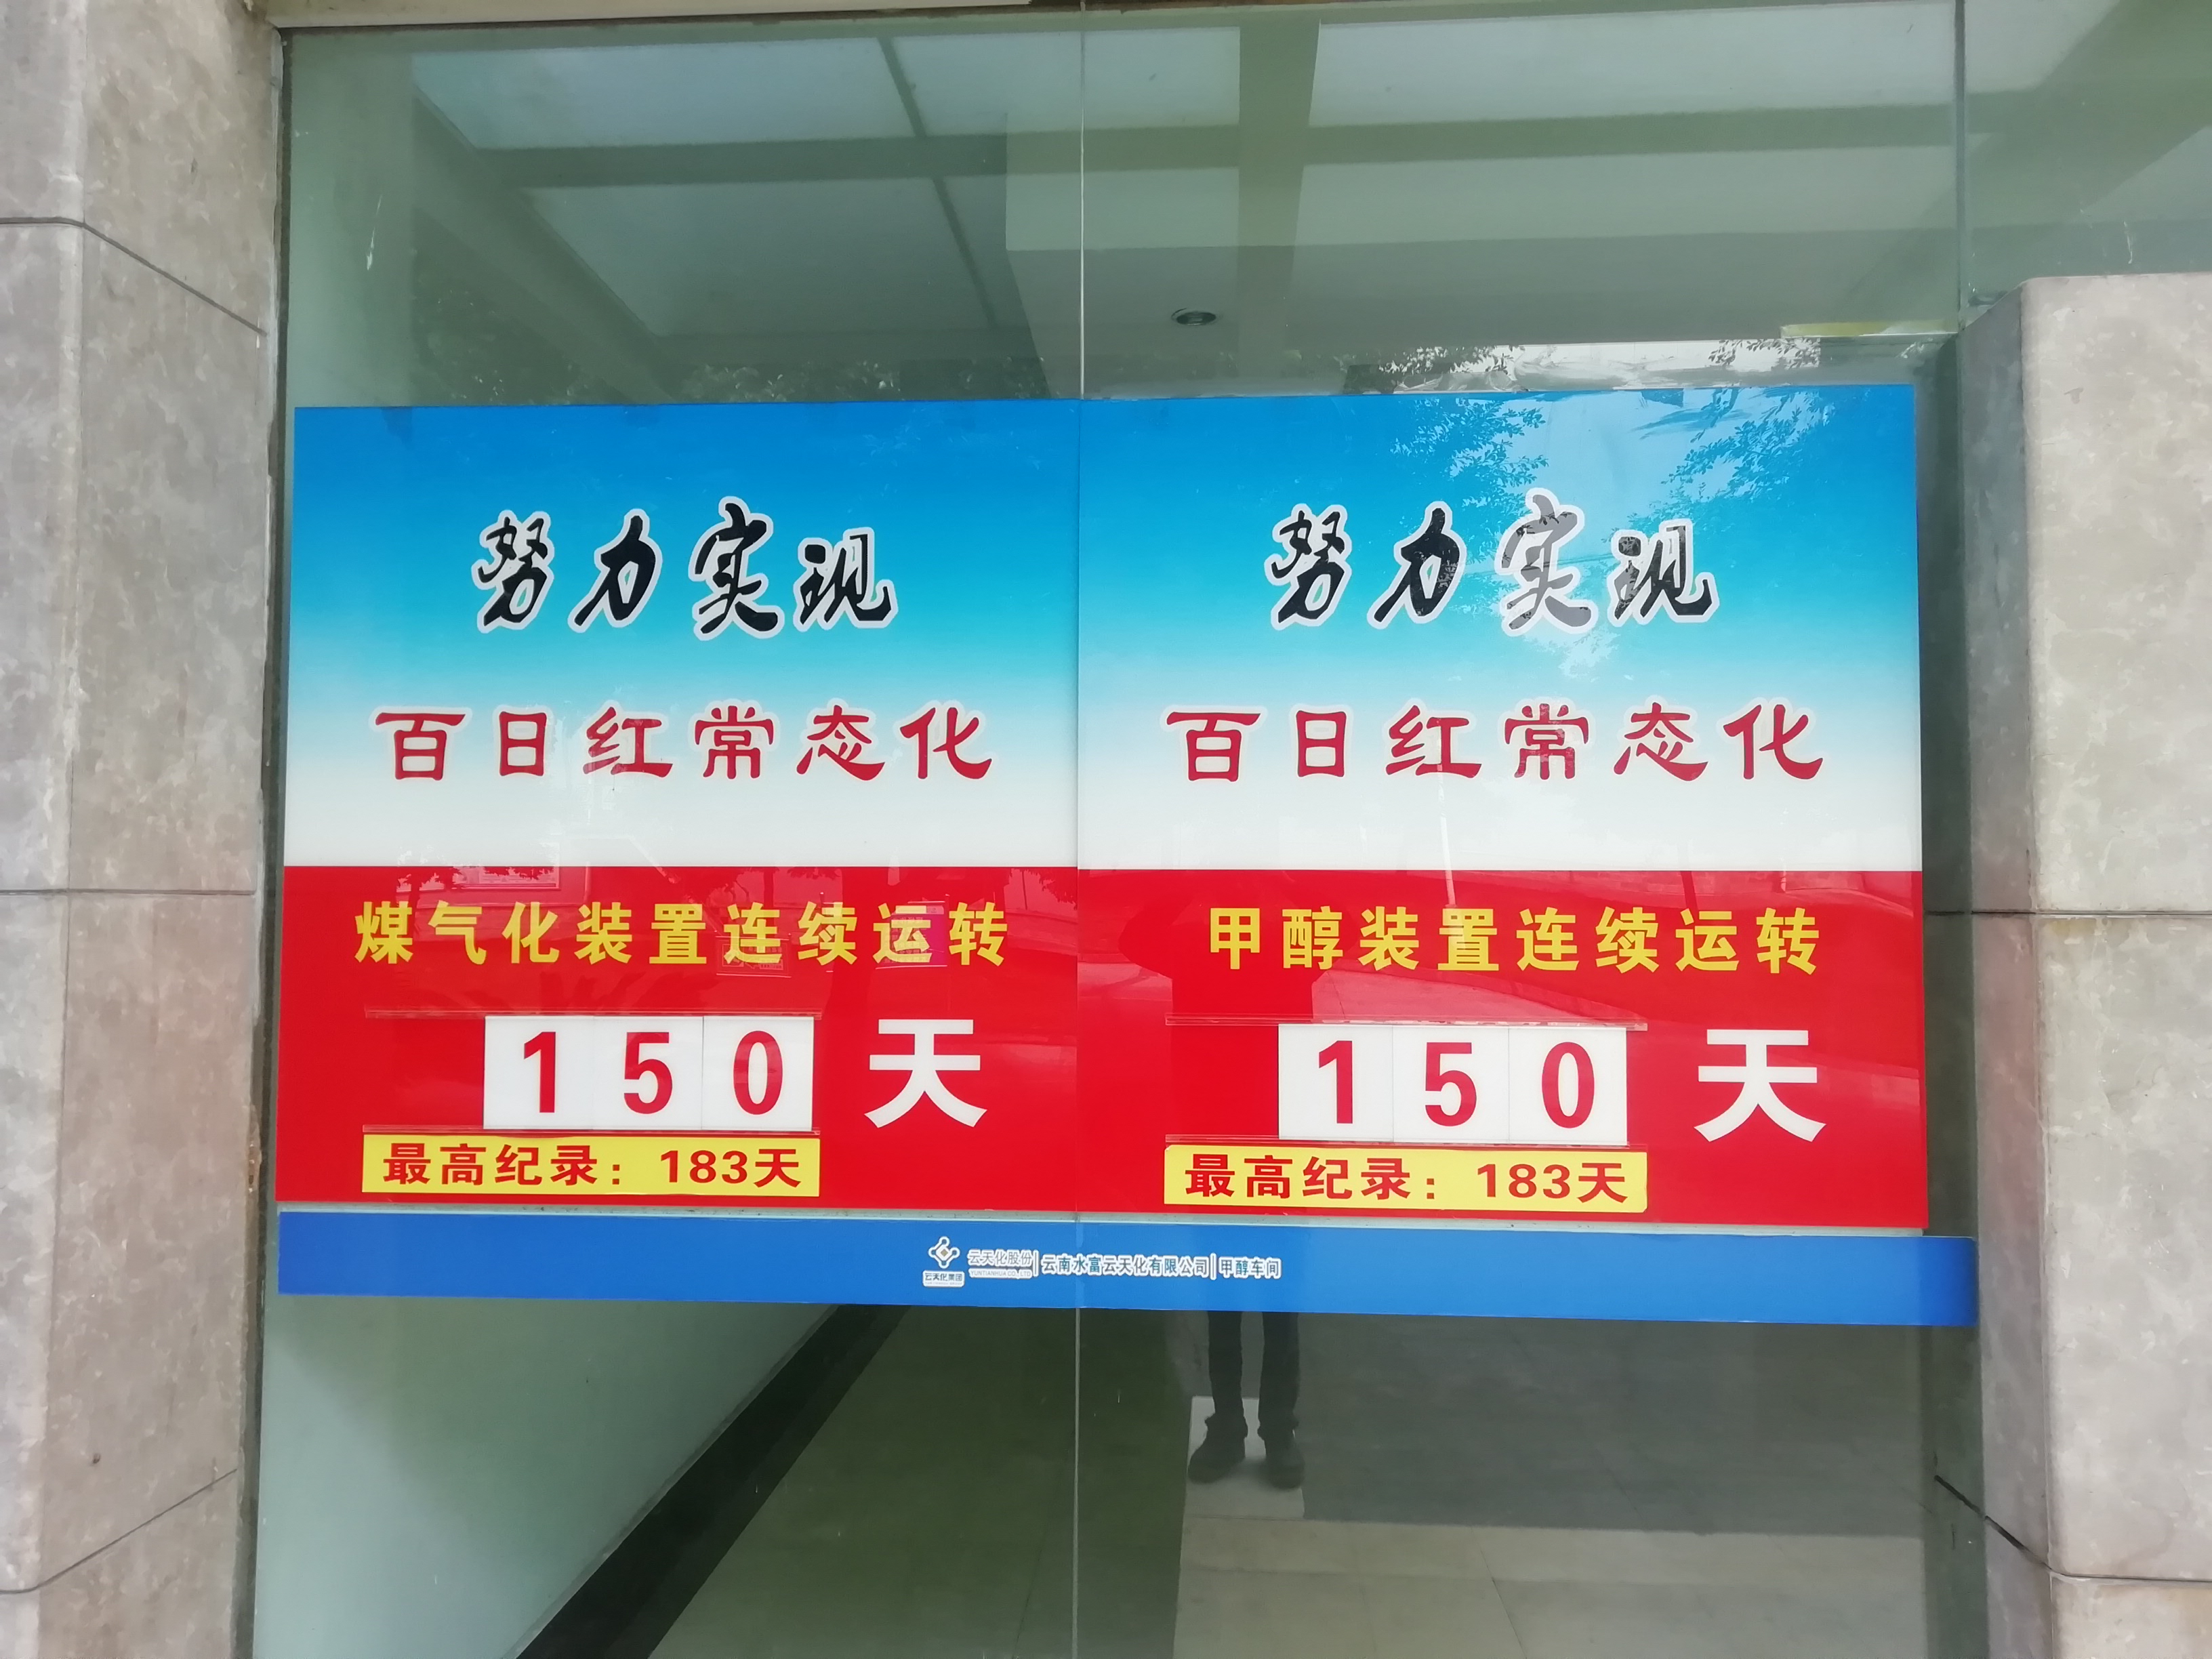 努力实现
百日红常态化
煤气化装置连续运转
150天
最高纪录：183天
努力实现
百日红常态化
甲醇装置连续运转
150天
最高纪录：183天
云天化集团
云天化股份
YUNTIANHUA CO.,LTD
云南水富云天化有限公司
甲醇车间